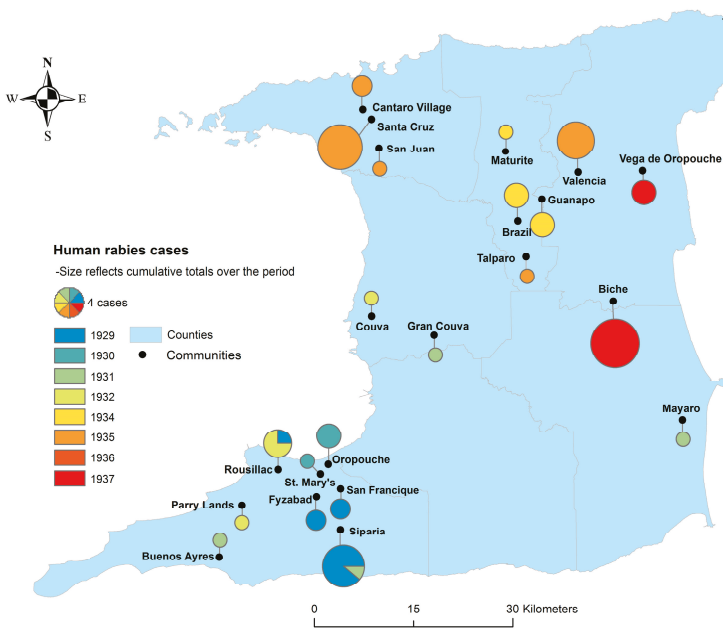 N
W
E
S
Cantaro Village
Santa Cruz
San Juan
Maturite
Valencia
Vega de Oropouche
Guanapo
Brazil
Talparo
Biche
Couva
Gran Couva
Mayaro
Human rabies cases
-Size reflects cumulative totals over the period
4 cases
1929
1930
1931
1932
1934
1935
1936
1937
Counties
Communities
Rousillac
Oropouche
St. Mary's
Fyzabad
San Francique
Parry Lands
Siparia
Buenos Ayres
0 15 30 Kilometers